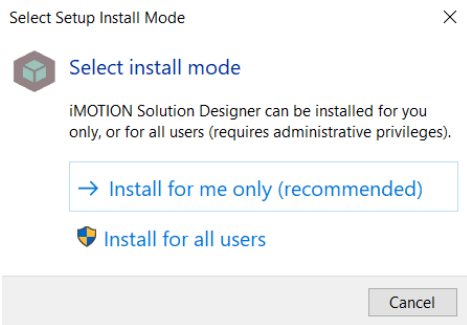 Select Setup Install Mode
Select install mode
iMOTION Solution Designer can be installed for you
only, or for all users (requires administrative privileges).
Install for me only (recommended)
Install for all users
Cancel